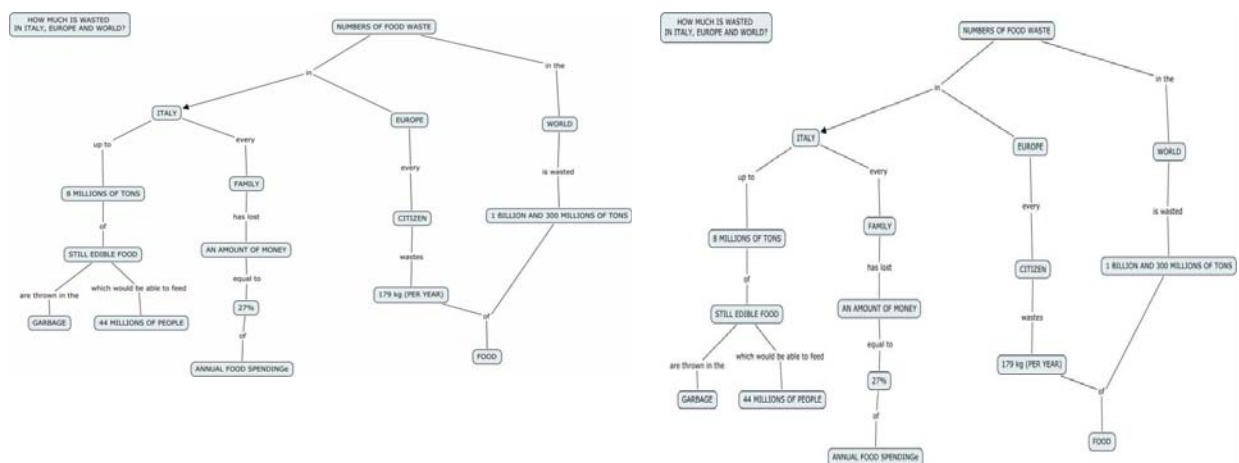 HOW MUCH IS WASTED
IN ITALY, EUROPE AND WORLD?
NUMBERS OF FOOD WASTE
in
in the
ITALY
EUROPE
WORLD
up to
every
every
is wasted
8 MILLIONS OF TONS
FAMILY
CITIZEN
1 BILLION AND 300 MILLIONS OF TONS
of
has lost
wastes
STILL EDIBLE FOOD
AN AMOUNT OF MONEY
179 kg (PER YEAR)
are thrown in the
which would be able to feed
equal to
of
GARBAGE
44 MILLIONS OF PEOPLE
27%
FOOD
of
ANNUAL FOOD SPENDINGe
HOW MUCH IS WASTED
IN ITALY, EUROPE AND WORLD?
NUMBERS OF FOOD WASTE
in
in the
ITALY
EUROPE
WORLD
up to
every
every
is wasted
8 MILLIONS OF TONS
FAMILY
CITIZEN
1 BILLION AND 300 MILLIONS OF TONS
of
has lost
wastes
STILL EDIBLE FOOD
AN AMOUNT OF MONEY
179 kg (PER YEAR)
are thrown in the
which would be able to feed
equal to
of
GARBAGE
44 MILLIONS OF PEOPLE
27%
FOOD
of
ANNUAL FOOD SPENDINGe